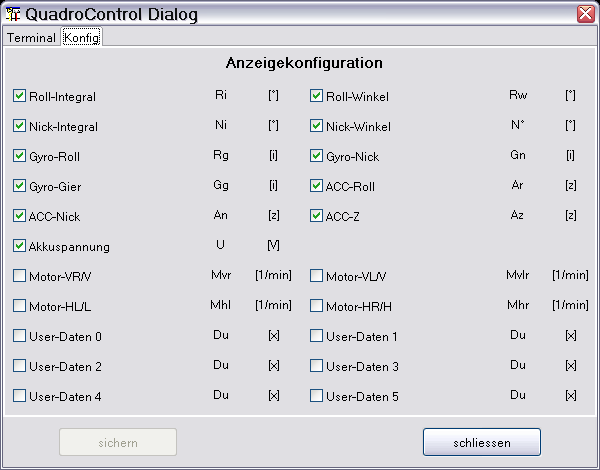 QuadroControl Dialog
Terminal Konfig
Anzeigekonfiguration
Roll-Integral Ri [°] Roll-Winkel Rw [°]
Nick-Integral Ni [°] Nick-Winkel N° [°]
Gyro-Roll Rg [i] Gyro-Nick Gn [i]
Gyro-Gier Gg [i] ACC-Roll Ar [z]
ACC-Nick An [z] ACC-Z Az [z]
Akkuspannung U [V]
Motor-VR/V Mvr [1/min] Motor-VL/V Mvlr [1/min]
Motor-HL/L Mhl [1/min] Motor-HR/H Mhr [1/min]
User-Daten 0 Du [x] User-Daten 1 Du [x]
User-Daten 2 Du [x] User-Daten 3 Du [x]
User-Daten 4 Du [x] User-Daten 5 Du [x]
sichern schliessen